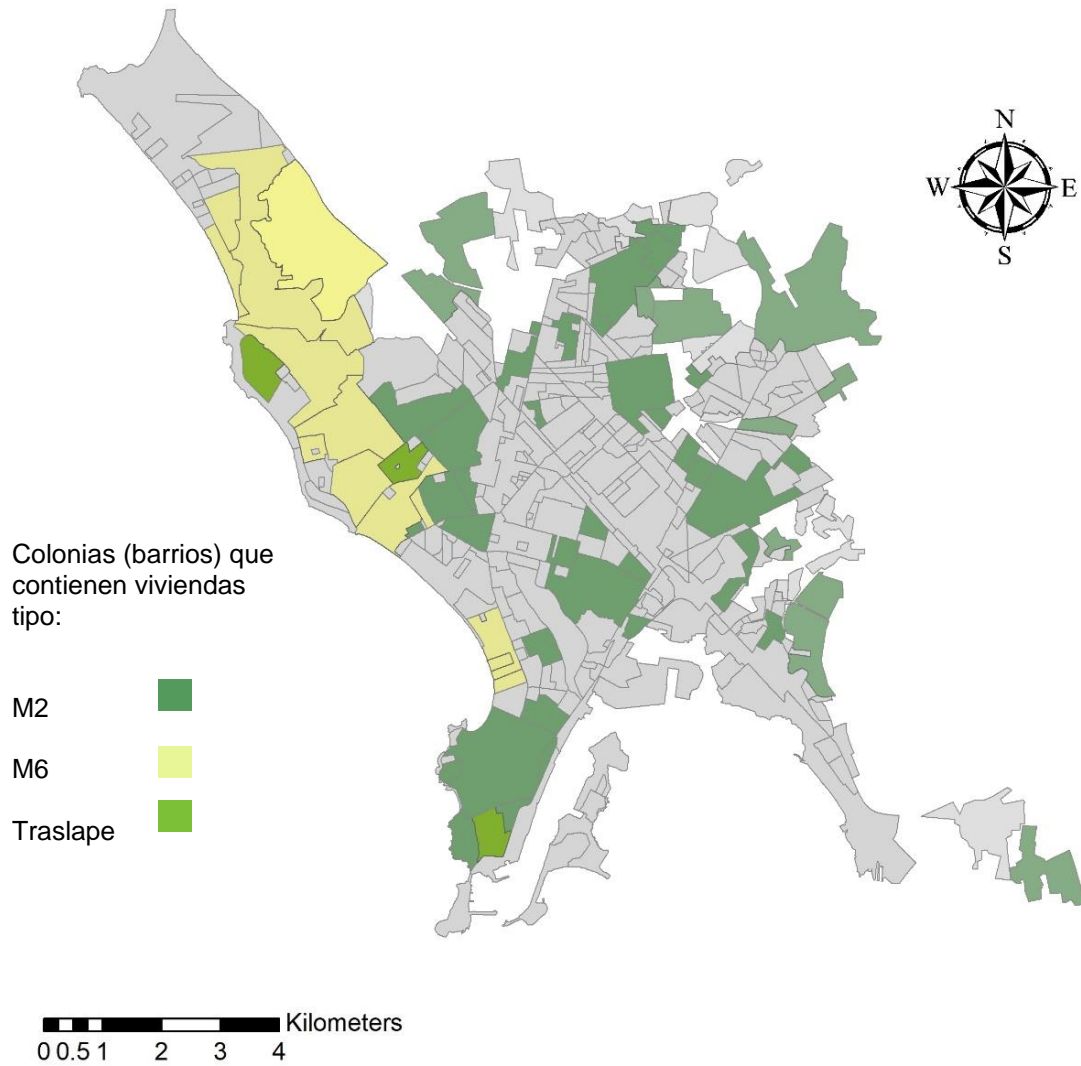 N
W E
S
Colonias (barrios) que
contienen viviendas
tipo:
M2
M6
Traslape
Kilometers
0 0.5 1 2 3 4